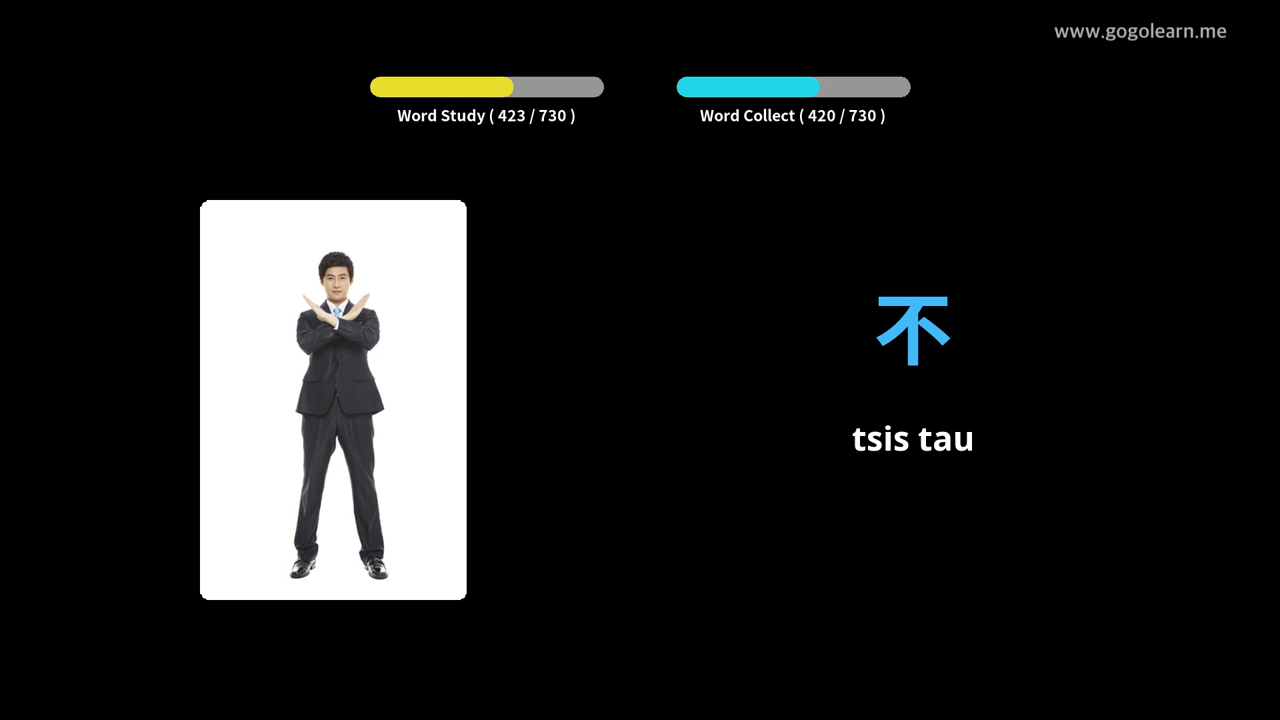 www.gogolearn.me
Word Study ( 423 / 730 )
Word Collect ( 420 / 730 )
不
tsis tau